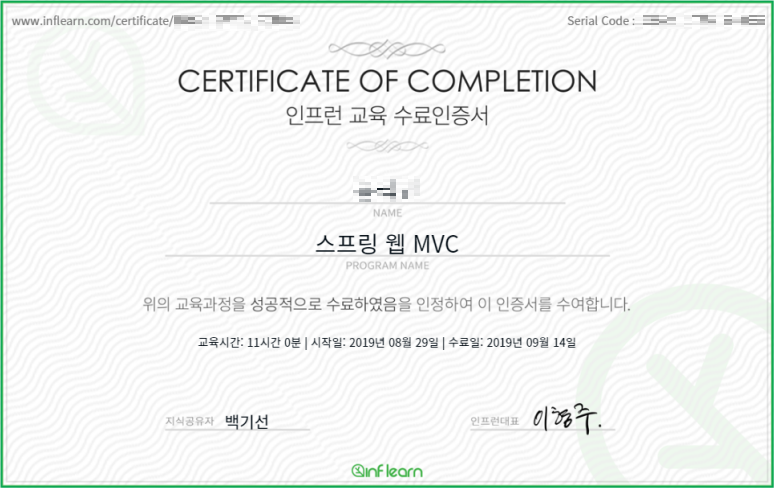 www.inflearn.com/certificate/
Serial Code :
CERTIFICATE OF COMPLETION
인프런 교육 수료인증서
NAME
스프링 웹 MVC
PROGRAM NAME
위의 교육과정을 성공적으로 수료하였음을 인정하여 이 인증서를 수여합니다.
교육시간: 11시간 0분 | 시작일: 2019년 08월 29일 | 수료일: 2019년 09월 14일
지식공유자 백기선
인프런대표 이형주.
inflearn